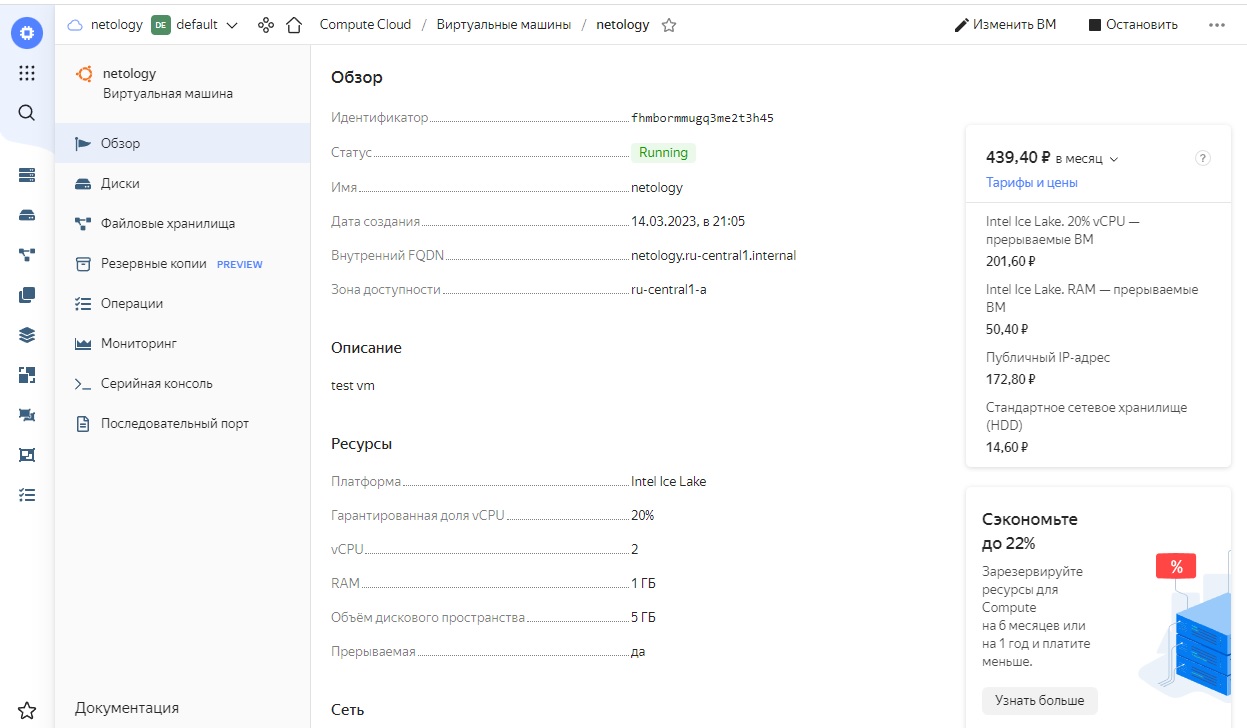 netology DE default Compute Cloud / Виртуальные машины / netology Изменить ВМ Остановить
netology
Виртуальная машина
Обзор
Диски
Файловые хранилища
Резервные копии PREVIEW
Операции
Мониторинг
Серийная консоль
Последовательный порт
Документация
Обзор
Идентификатор fhmbormmugq3me2t3h45
Статус Running
Имя netology
Дата создания 14.03.2023, в 21:05
Внутренний FQDN netology.ru-central1.internal
Зона доступности ru-central1-a
Описание
test vm
Ресурсы
Платформа Intel Ice Lake
Гарантированная доля vCPU 20%
vCPU 2
RAM 1 ГБ
Объём дискового пространства 5 ГБ
Прерываемая да
Сеть
439,40 ₽ в месяц ?
Тарифы и цены
Intel Ice Lake. 20% vCPU —
прерываемые ВМ
201,60 ₽
Intel Ice Lake. RAM — прерываемые
ВМ
50,40 ₽
Публичный IP-адрес
172,80 ₽
Стандартное сетевое хранилище
(HDD)
14,60 ₽
Сэкономьте
до 22%
%
Зарезервируйте
ресурсы для
Compute
на 6 месяцев или
на 1 год и платите
меньше.
Узнать больше